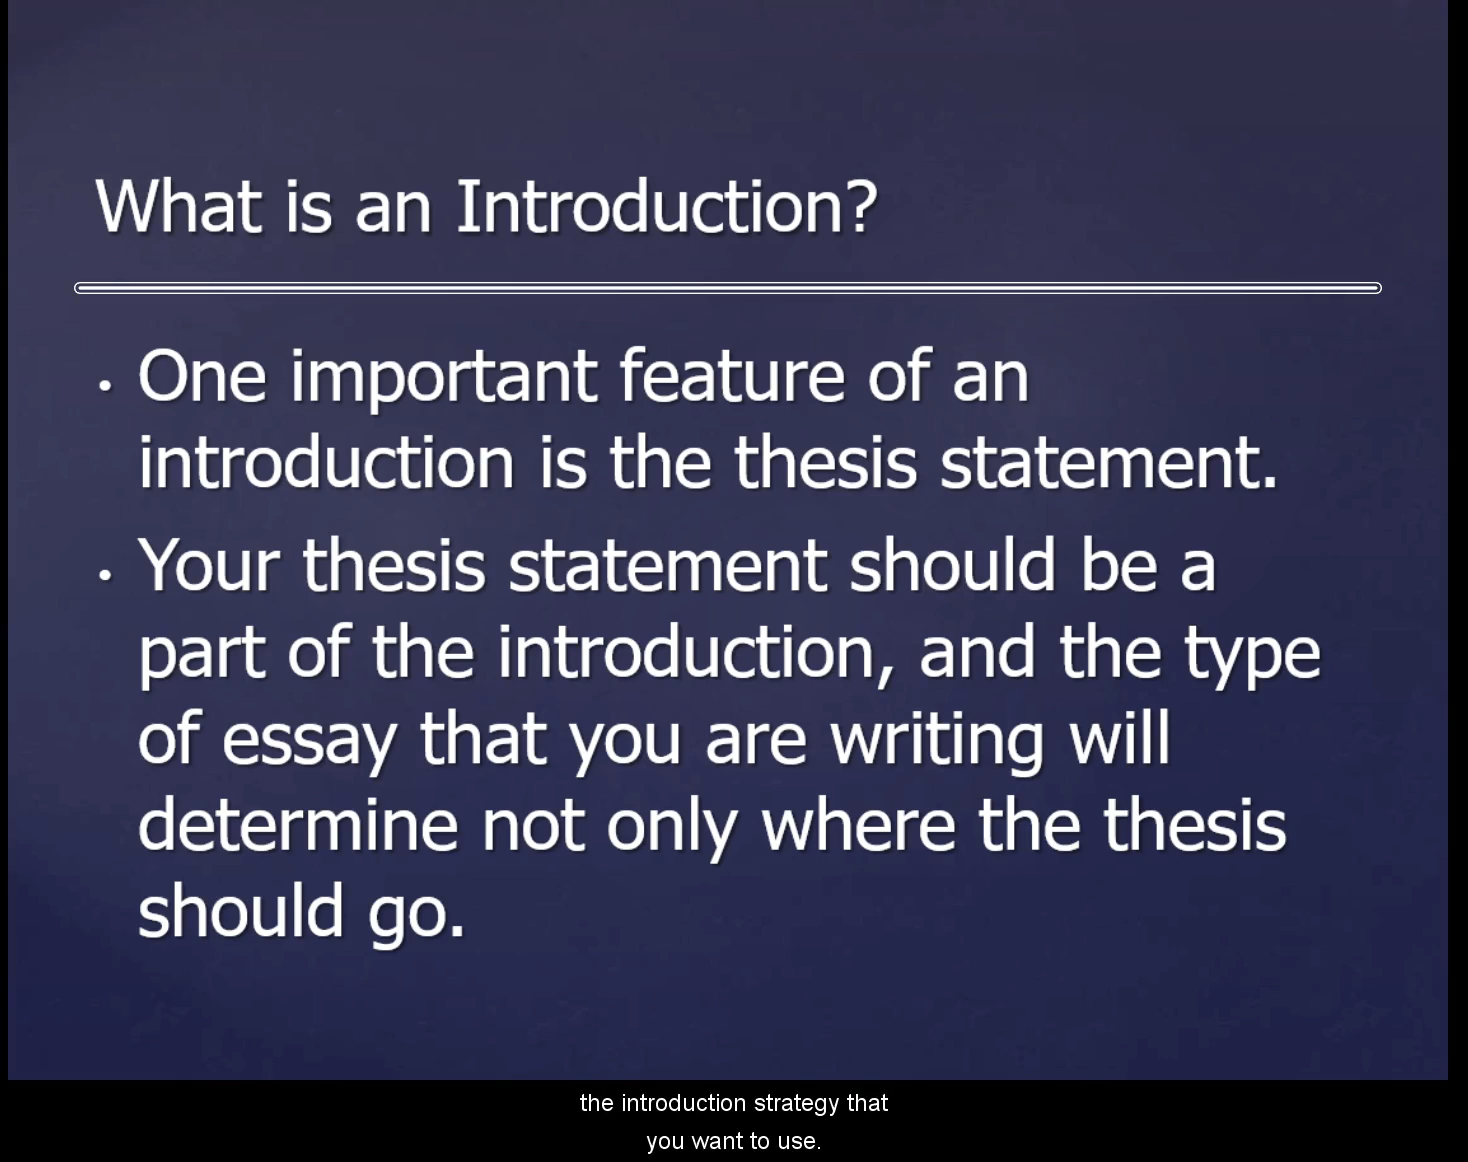 What is an Introduction?
• One important feature of an
introduction is the thesis statement.
• Your thesis statement should be a
part of the introduction, and the type
of essay that you are writing will
determine not only where the thesis
should go.
the introduction strategy that
you want to use.